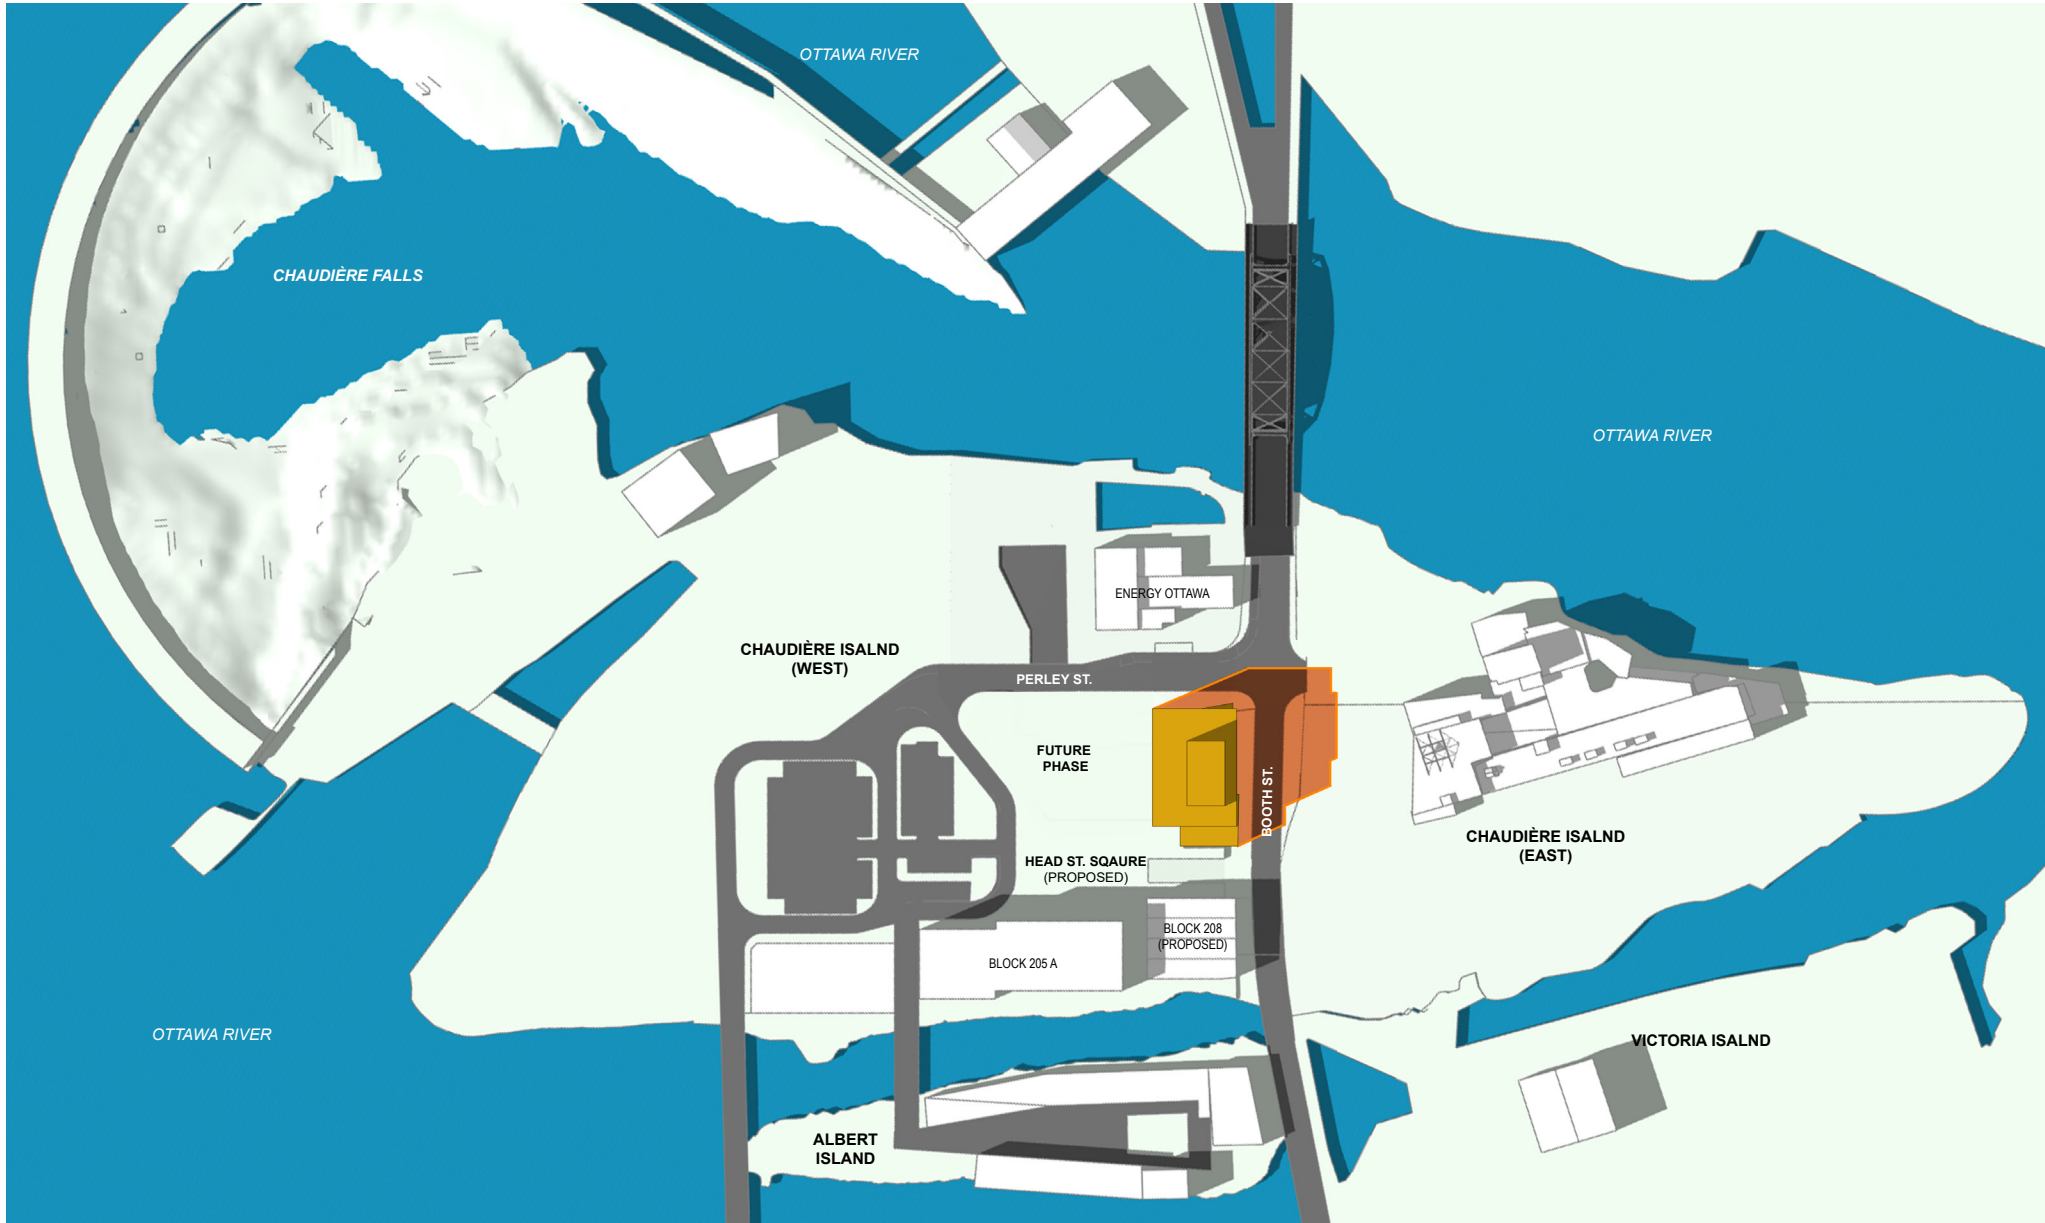 OTTAWA RIVER
CHAUDIÈRE FALLS
OTTAWA RIVER
ENERGY OTTAWA
CHAUDIÈRE ISALND
(WEST)
PERLEY ST.
FUTURE
PHASE
BOOTH ST.
CHAUDIÈRE ISALND
(EAST)
HEAD ST. SQAURE
(PROPOSED)
BLOCK 208
(PROPOSED)
BLOCK 205 A
OTTAWA RIVER
VICTORIA ISALND
ALBERT
ISLAND